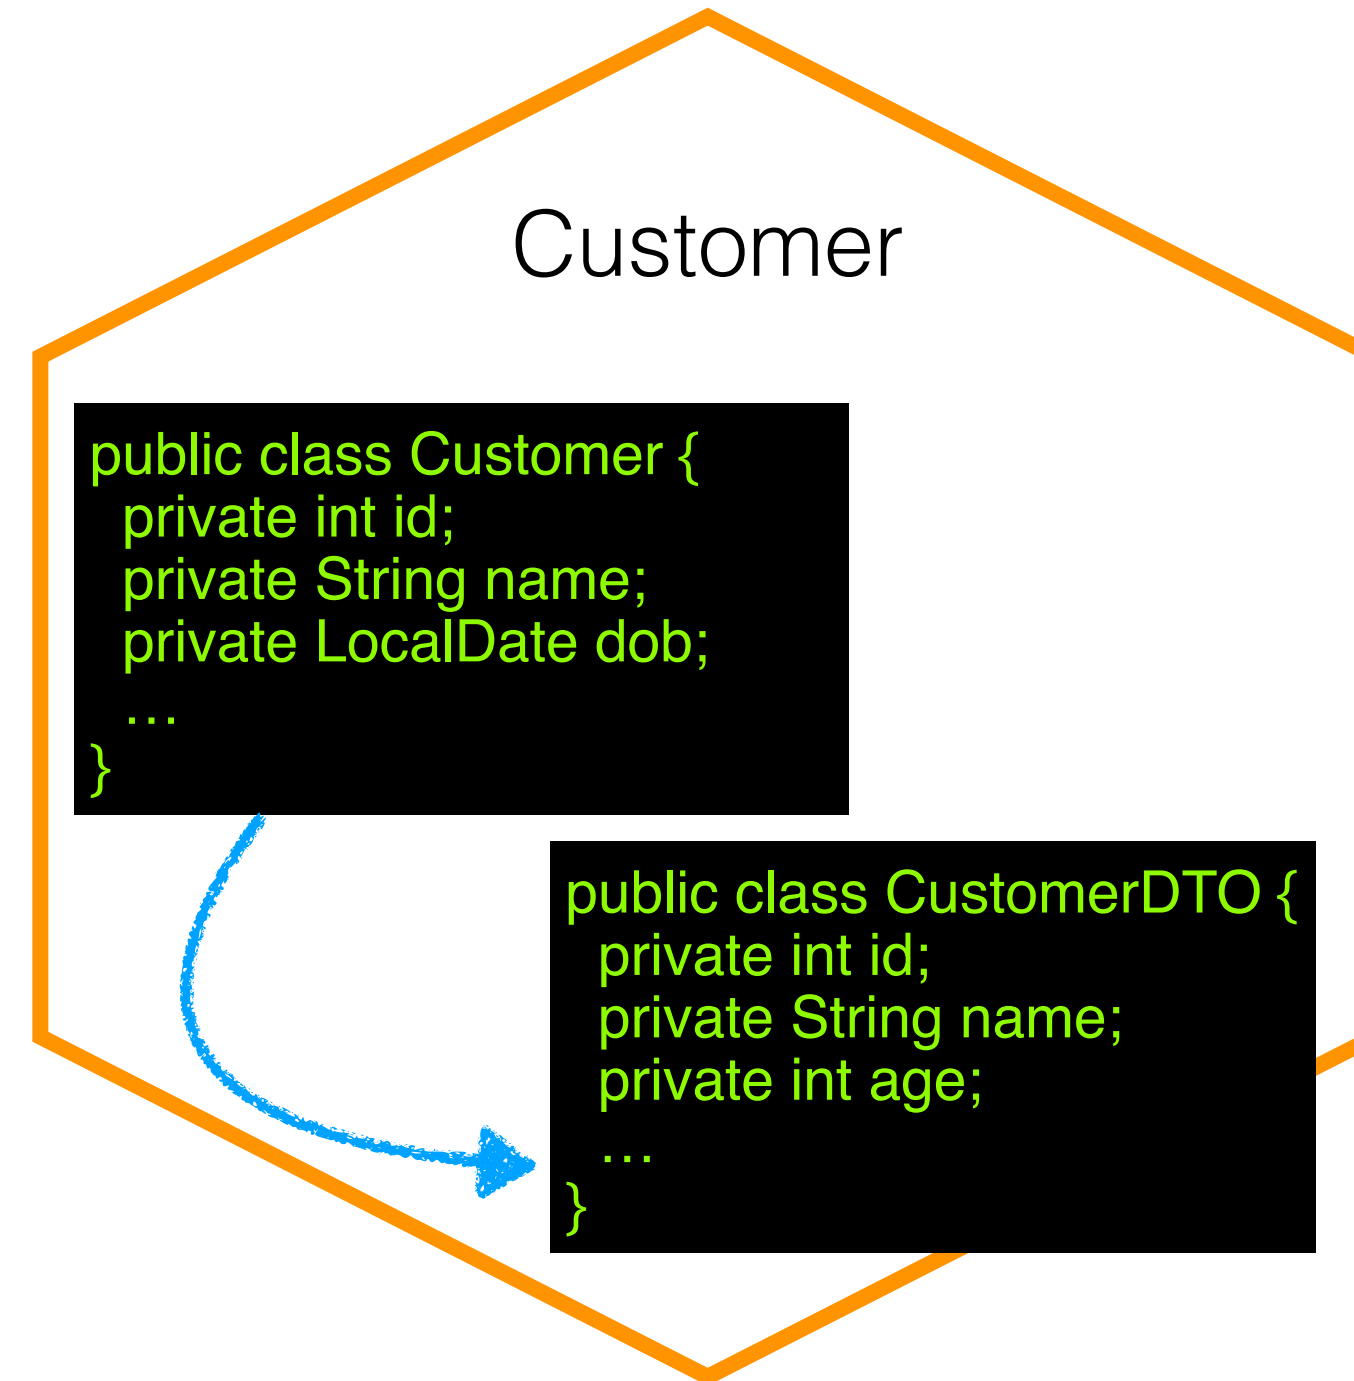 Customer
public class Customer {
private int id;
private String name;
private LocalDate dob;
…
}
public class CustomerDTO {
private int id;
private String name;
private int age;
…
}